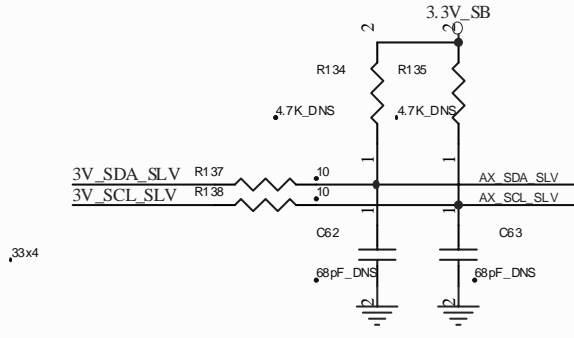 3.3V_SB
2 2
R134 R135
4.7K_DNS 4.7K_DNS
1 1
3V_SDA_SLV R137 10 AX_SDA_SLV
3V_SCL_SLV R138 10 AX_SCL_SLV
1 1
C62 C63
33x4
68pF_DNS 68pF_DNS
2 2